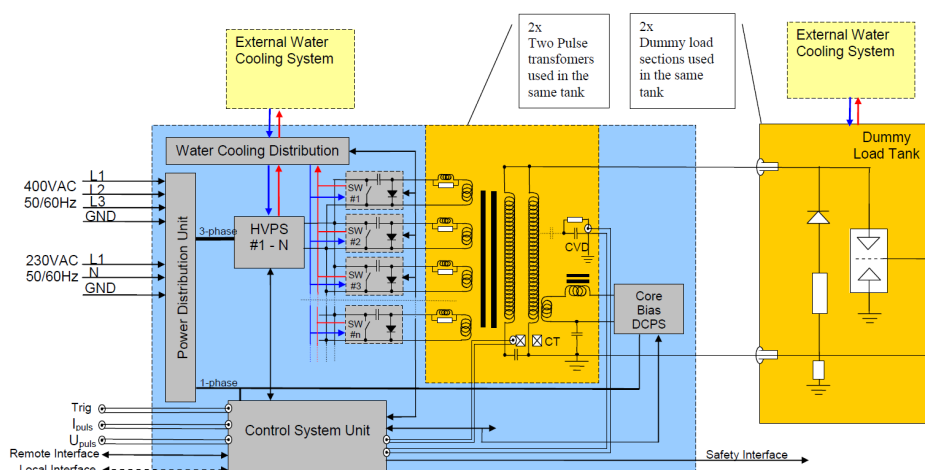 External Water
Cooling System
2x
Two Pulse
transfomers
used in the
same tank
2x
Dummy load
sections used
in the same
tank
External Water
Cooling System
Water Cooling Distribution
Dummy
Load Tank
400VAC
50/60Hz
L1
L2
L3
GND
230VAC
50/60Hz
L1
N
GND
Power Distribution Unit
3-phase
HVPS
#1 - N
SW
#1
SW
#2
SW
#3
SW
#n
CVD
Core
Bias
DCPS
CT
1-phase
Trig
Ipuls
Upuls
Remote Interface
Local Interface
Control System Unit
Safety Interface